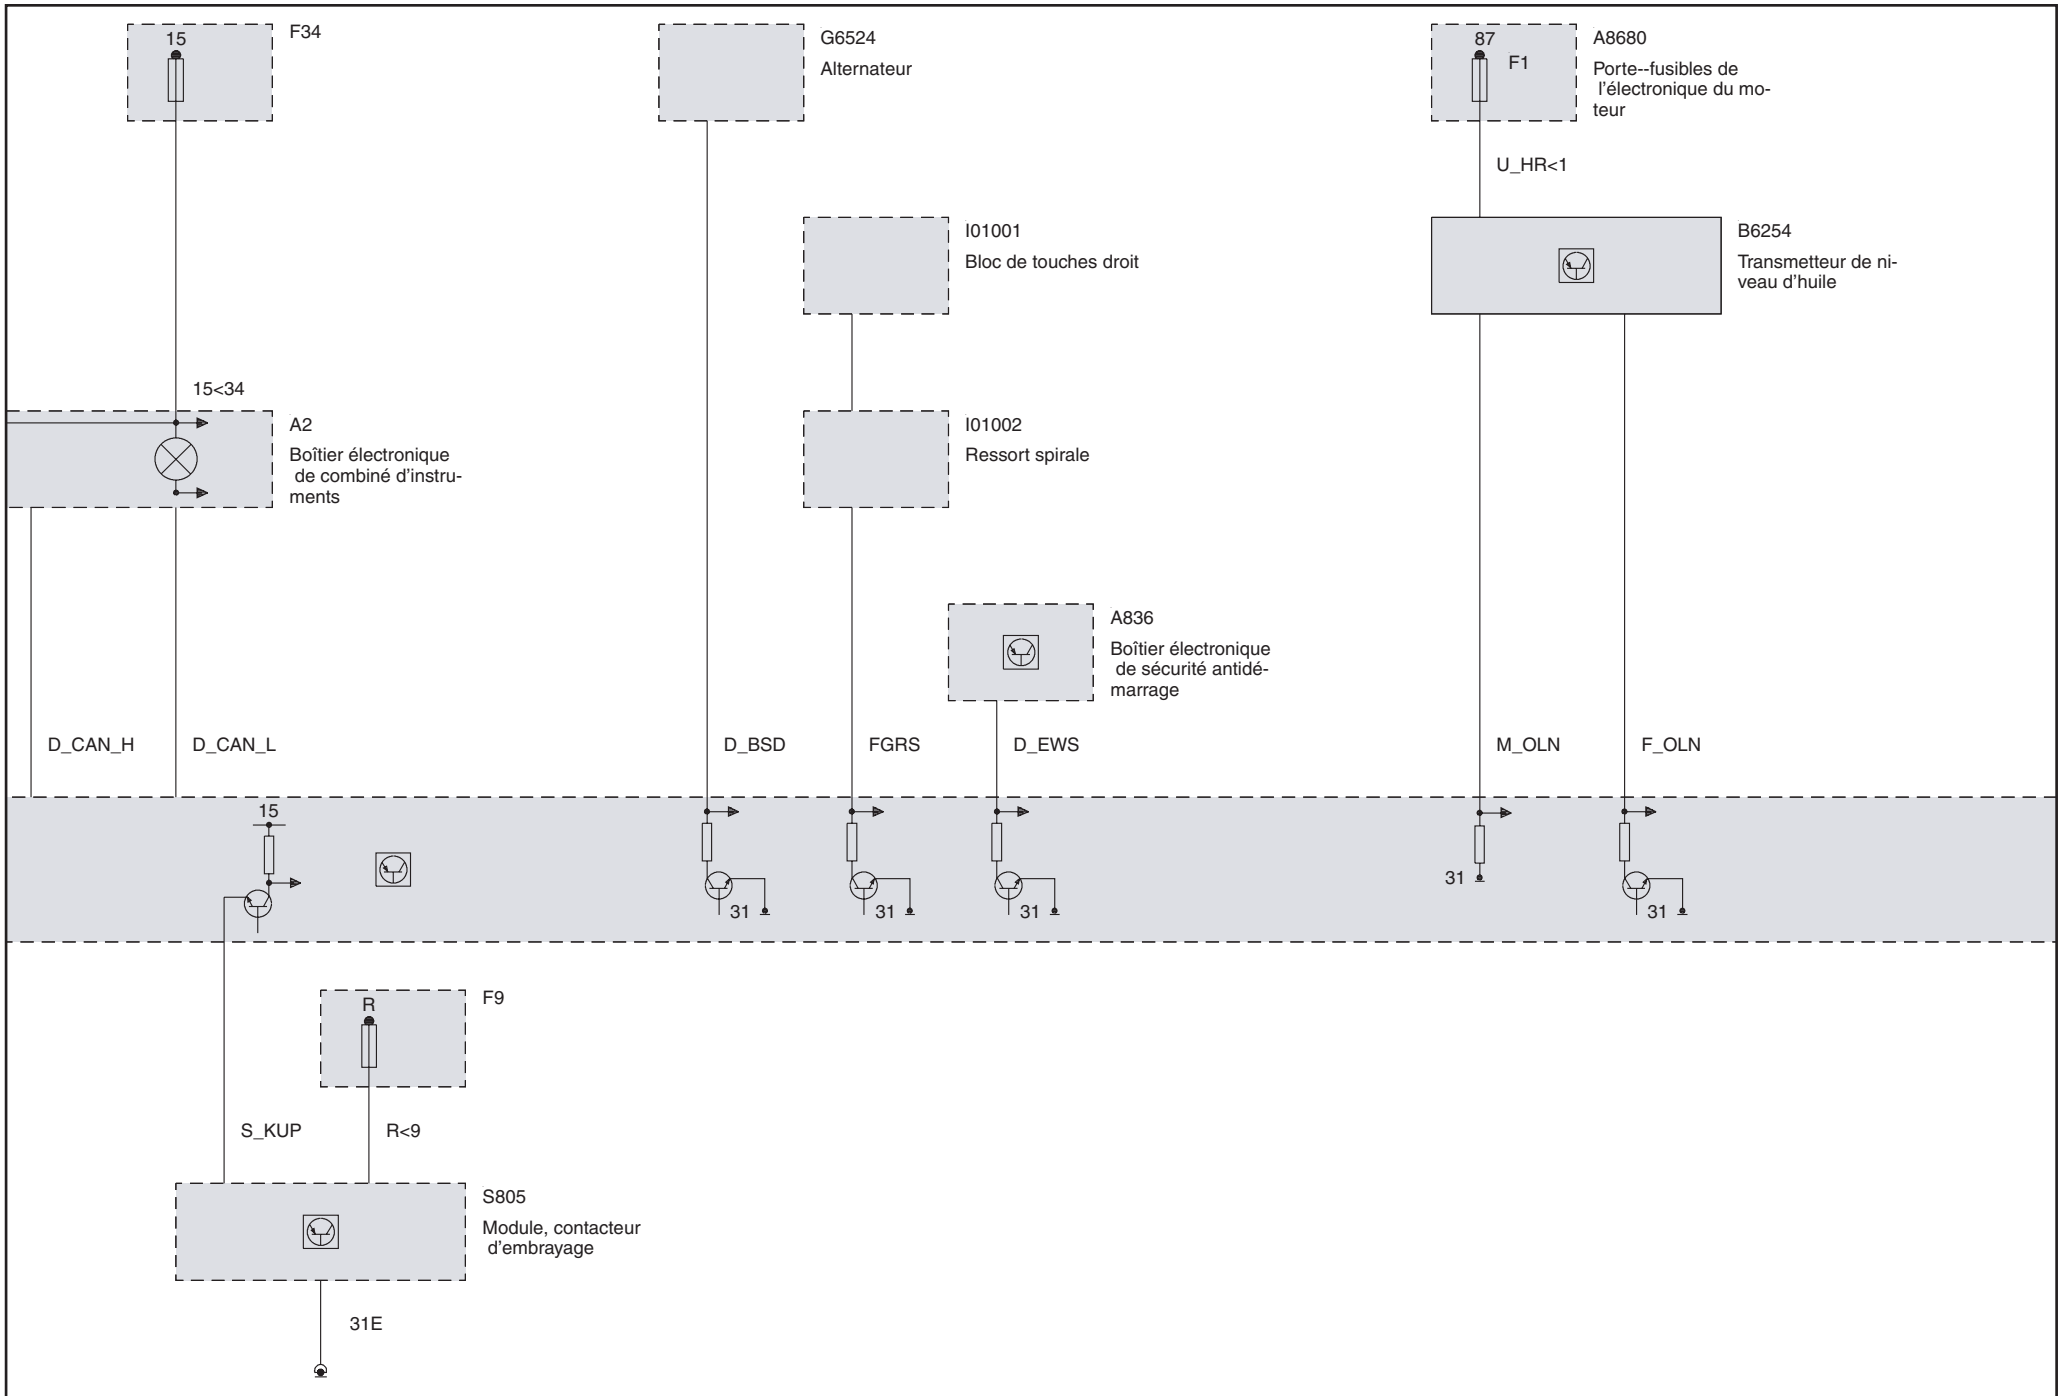 15
F34
G6524
Alternateur
87
F1
A8680
Porte--fusibles de
l'électronique du mo-
teur
U_HR<1
I01001
Bloc de touches droit
B6254
Transmetteur de ni-
veau d'huile
15<34
A2
Boîtier électronique
de combiné d'instru-
ments
I01002
Ressort spirale
A836
Boîtier électronique
de sécurité antidé-
marrage
D_CAN_H
D_CAN_L
D_BSD
FGRS
D_EWS
M_OLN
F_OLN
15
31
31
31
31
31
R
F9
S_KUP
R<9
S805
Module, contacteur
d'embrayage
31E